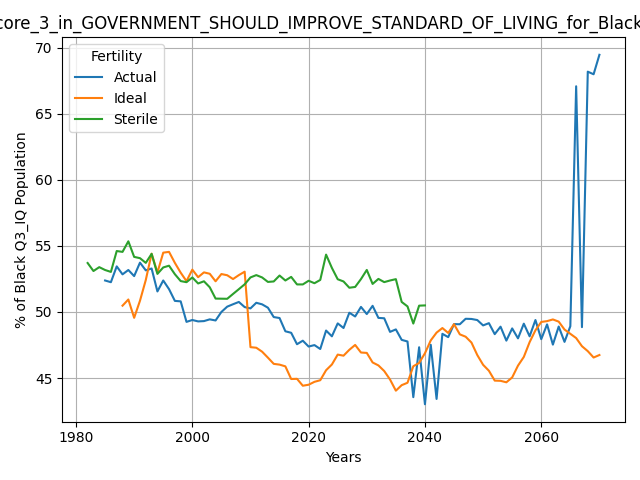 core_3_in_GOVERNMENT_SHOULD_IMPROVE_STANDARD_OF_LIVING_for_Black
Fertility
Actual
Ideal
Sterile
% of Black Q3_IQ Population
70
65
60
55
50
45
1980
2000
2020
2040
2060
Years